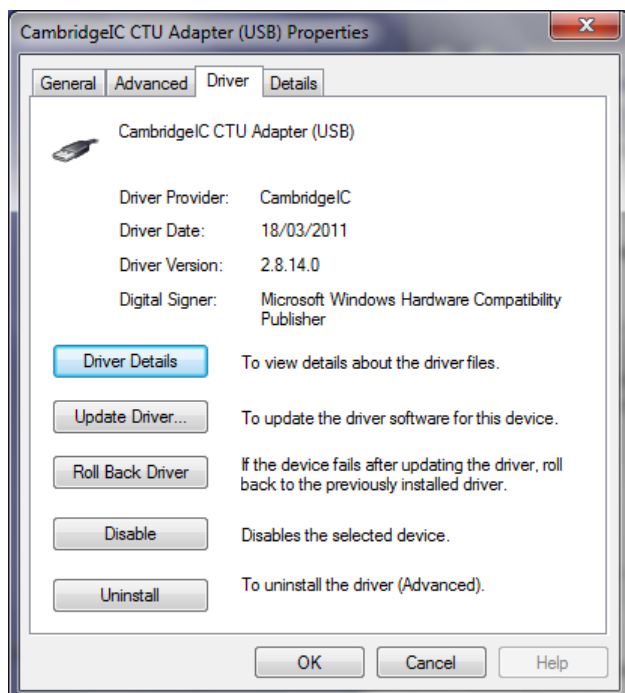 CambridgeIC CTU Adapter (USB) Properties
General Advanced Driver Details
CambridgeIC CTU Adapter (USB)
Driver Provider: CambridgeIC
Driver Date: 18/03/2011
Driver Version: 2.8.14.0
Digital Signer: Microsoft Windows Hardware Compatibility
Publisher
Driver Details To view details about the driver files.
Update Driver... To update the driver software for this device.
Roll Back Driver If the device fails after updating the driver, roll
back to the previously installed driver.
Disable Disables the selected device.
Uninstall To uninstall the driver (Advanced).
OK Cancel Help